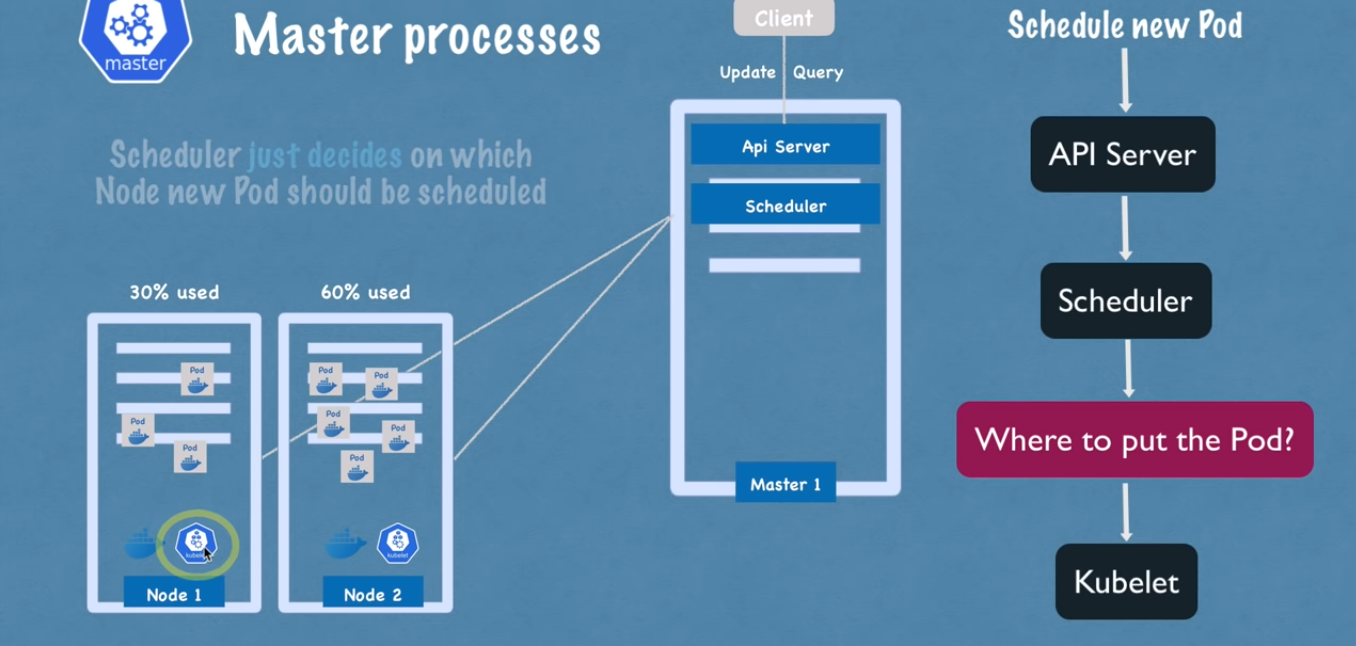 master
Master processes
Scheduler just decides on which
Node new Pod should be scheduled
30% used
60% used
Pod
Pod
Pod
Pod
Pod
Pod
Pod
Pod
kubelet
kubelet
Node 1
Node 2
Client
Update
Query
Api Server
Scheduler
Master 1
Schedule new Pod
API Server
Scheduler
Where to put the Pod?
Kubelet